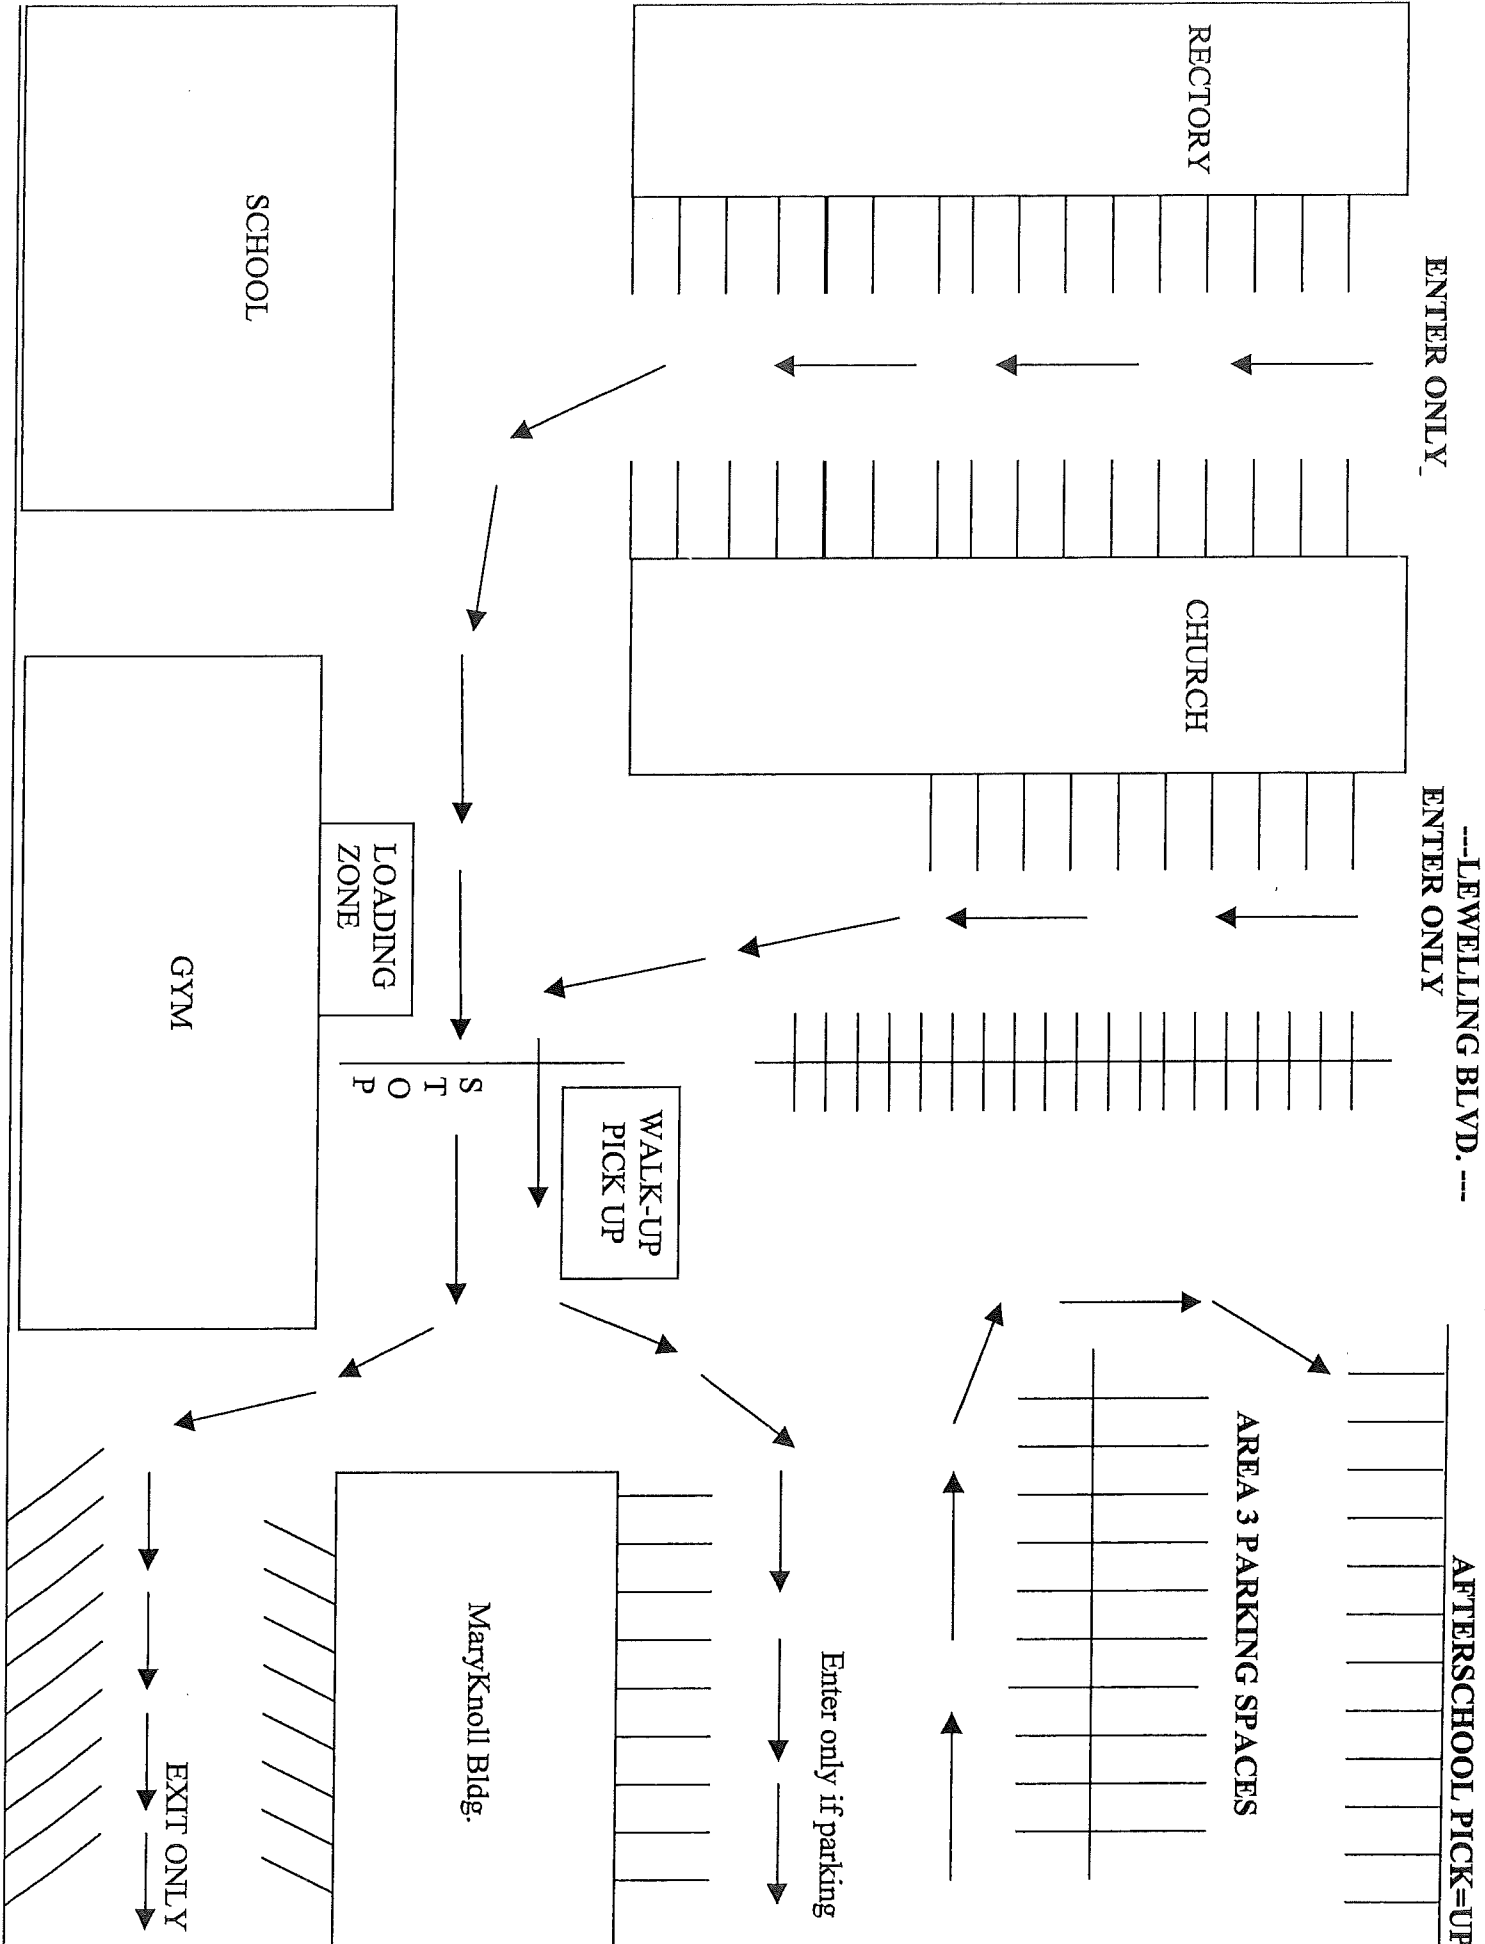 AFTERSCHOOL PICK=UP
---LEWELLING BLVD. ---
ENTER ONLY
ENTER ONLY
RECTORY
CHURCH
AREA 3 PARKING SPACES
WALK-UP
PICK UP
Enter only if parking
SCHOOL
LOADING
ZONE
S
T
O
P
GYM
MaryKnoll Bldg.
EXIT ONLY